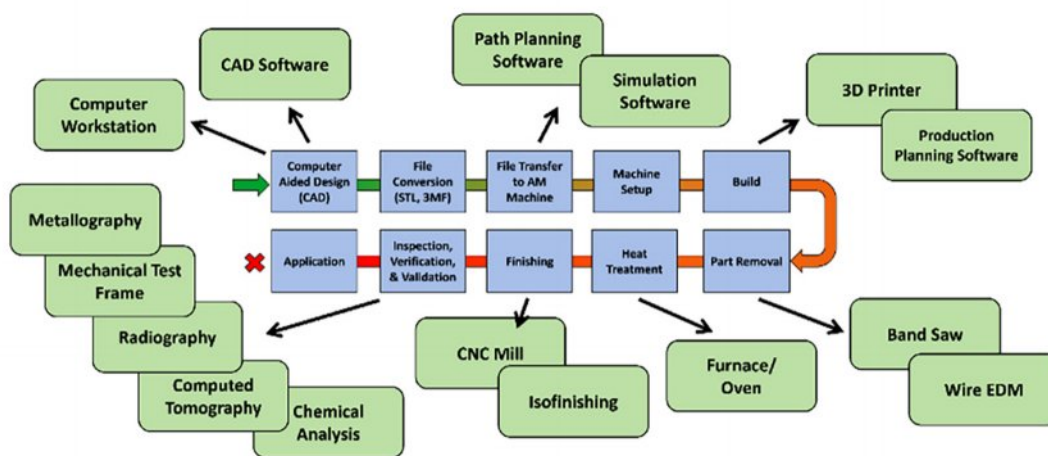 CAD Software
Computer
Workstation
Path Planning
Software
Simulation
Software
3D Printer
Production
Planning Software
Computer
Aided Design
(CAD)
File
Conversion
(STL, 3MF)
File Transfer
to AM
Machine
Machine
Setup
Build
Application
Inspection,
Verification,
& Validation
Finishing
Heat
Treatment
Part Removal
Metallography
Mechanical Test
Frame
Radiography
Computed
Tomography
Chemical
Analysis
CNC Mill
Isofinishing
Furnace/
Oven
Band Saw
Wire EDM